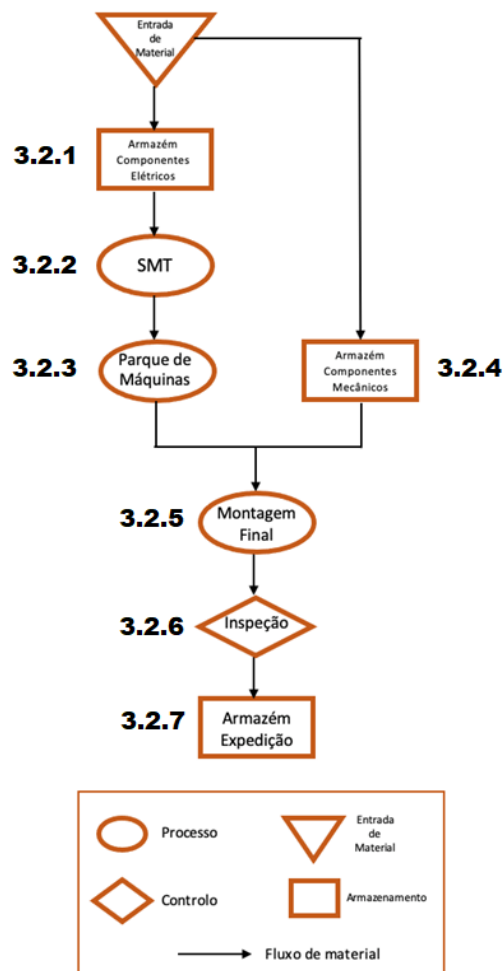 Entrada
de
Material
3.2.1
Armazém
Componentes
Elétricos
3.2.2
SMT
3.2.3
Parque de
Máquinas
Armazém
Componentes
Mecânicos
3.2.4
3.2.5
Montagem
Final
3.2.6
Inspeção
3.2.7
Armazém
Expedição
Processo
Entrada
de
Material
Controlo
Armazenamento
Fluxo de material